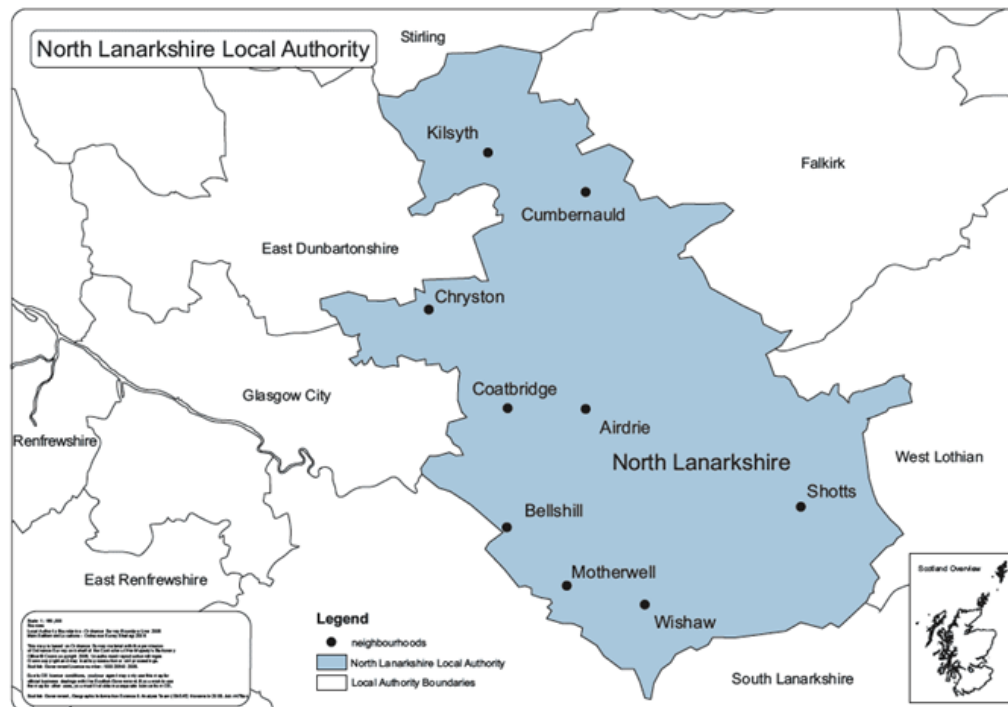 North Lanarkshire Local Authority
Stirling
Kilsyth
Falkirk
Cumbernauld
East Dunbartonshire
Chryston
Glasgow City
Coatbridge
Airdrie
Renfrewshire
North Lanarkshire
West Lothian
Shotts
Bellshill
Motherwell
East Renfrewshire
Wishaw
Scotland Overview
Legend
neighbourhoods
North Lanarkshire Local Authority
Local Authority Boundaries
South Lanarkshire